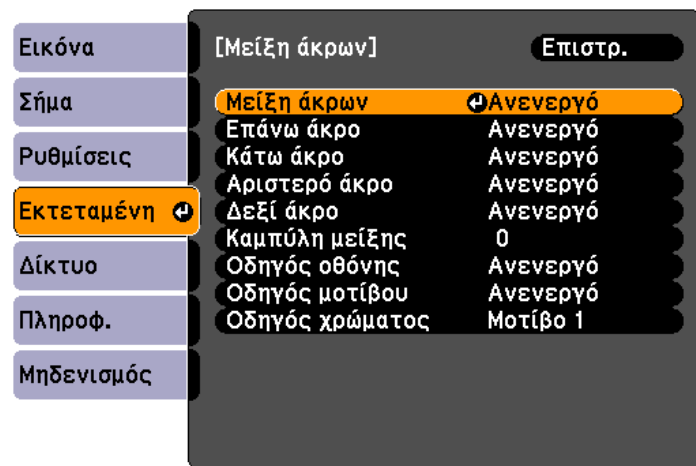 Εικόνα
Σήμα
Ρυθμίσεις
Εκτεταμένη
Δίκτυο
Πληροφ.
Μηδενισμός
[Μείξη άκρων] Επιστρ.
Μείξη άκρων Ανενεργό
Επάνω άκρο Ανενεργό
Κάτω άκρο Ανενεργό
Αριστερό άκρο Ανενεργό
Δεξί άκρο Ανενεργό
Καμπύλη μείξης 0
Οδηγός οθόνης Ανενεργό
Οδηγός μοτίβου Ανενεργό
Οδηγός χρώματος Μοτίβο 1